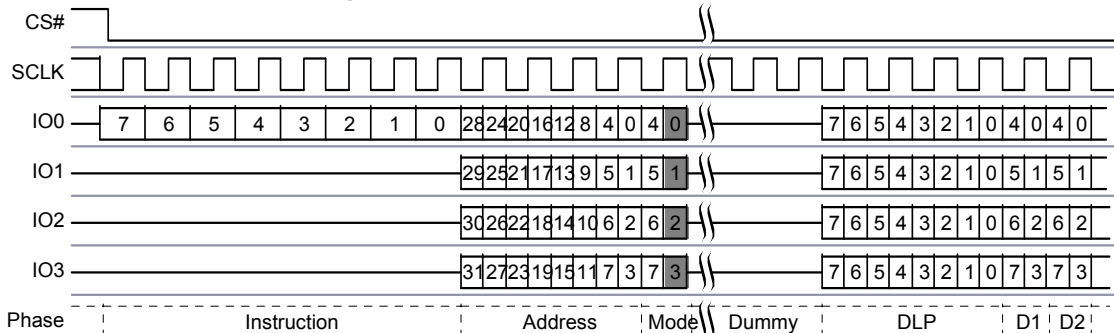 CS#
SCLK
IO0 7 6 5 4 3 2 1 0 28 24 20 16 12 8 4 0 4 0 7 6 5 4 3 2 1 0 4 0 4 0
IO1 29 25 21 17 13 9 5 1 5 1 7 6 5 4 3 2 1 0 5 1 5 1
IO2 30 26 22 18 14 10 6 2 6 2 7 6 5 4 3 2 1 0 6 2 6 2
IO3 31 27 23 19 15 11 7 3 7 3 7 6 5 4 3 2 1 0 7 3 7 3
Phase Instruction Address Mode Dummy DLP D1 D2